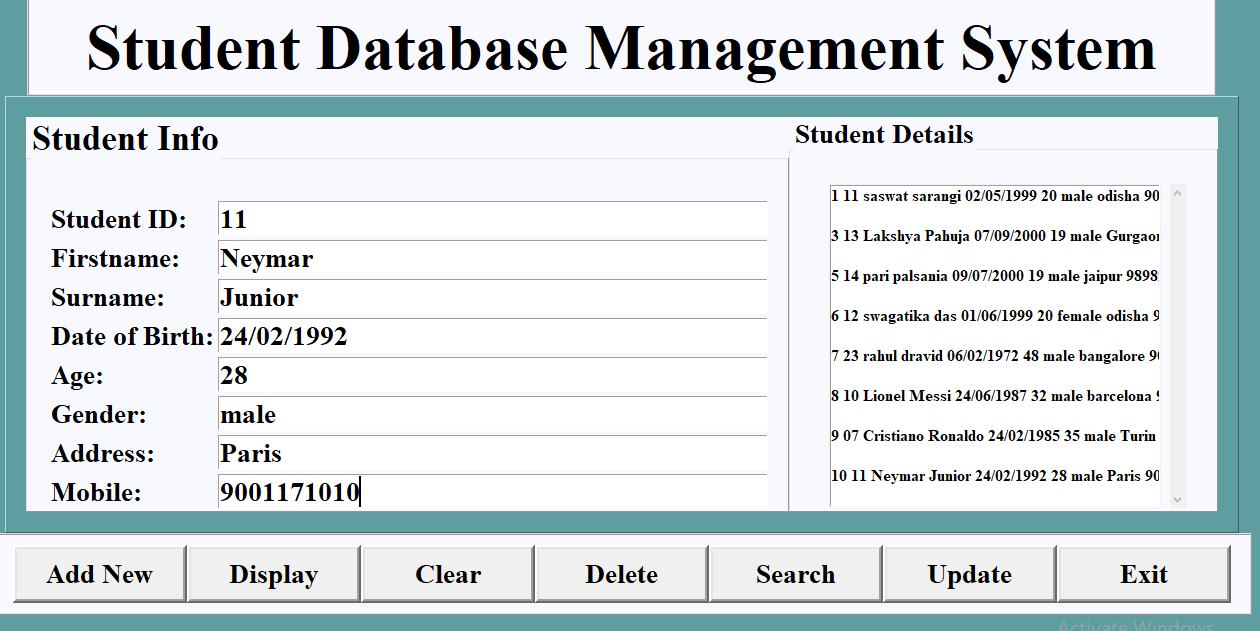 Student Database Management System
Student Info
Student ID: 11
Firstname: Neymar
Surname: Junior
Date of Birth: 24/02/1992
Age: 28
Gender: male
Address: Paris
Mobile: 9001171010
Student Details
1 11 saswat sarangi 02/05/1999 20 male odisha 90
3 13 Lakshya Pahuja 07/09/2000 19 male
5 14 pari palsania 09/07/2000 19 male jaipur 9898
6 12 swagatika das 01/06/1999 20 female odisha 9
7 23 rahul dravid 06/02/1972 48 male bangalore
8 10 Lionel Messi 24/06/1987 32 male barcelona
9 07 Cristiano Ronaldo 24/02/1985 35 male Turin
10 11 Neymar Junior 24/02/1992 28 male Paris 90
Add New Display Clear Delete Search Update Exit
Activate Windows